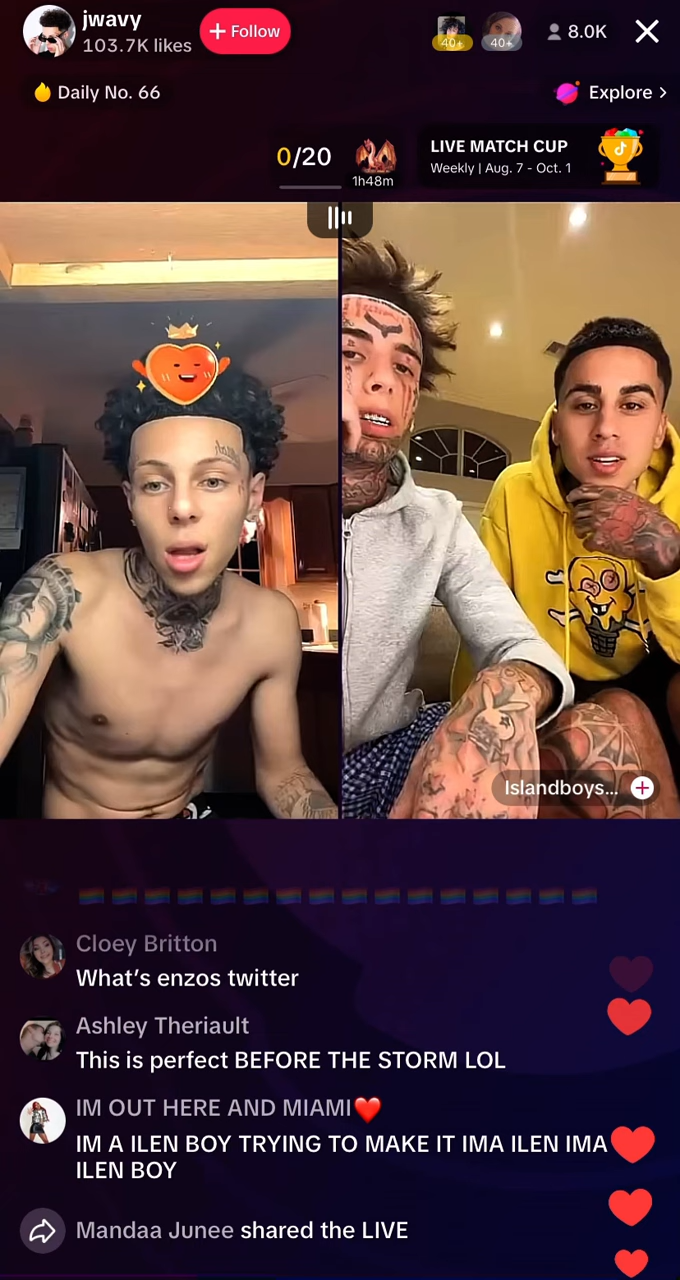 jwavy
103.7K likes
+ Follow
40+
40+
8.0K
Daily No. 66
Explore >
0/20
1h48m
LIVE MATCH CUP
Weekly | Aug. 7 - Oct. 1
Islandboys...
Cloey Britton
What's enzos twitter
Ashley Theriault
This is perfect BEFORE THE STORM LOL
IM OUT HERE AND MIAMI❤️
IM A ILEN BOY TRYING TO MAKE IT IMA ILEN IMA
ILEN BOY
Mandaa Junee shared the LIVE